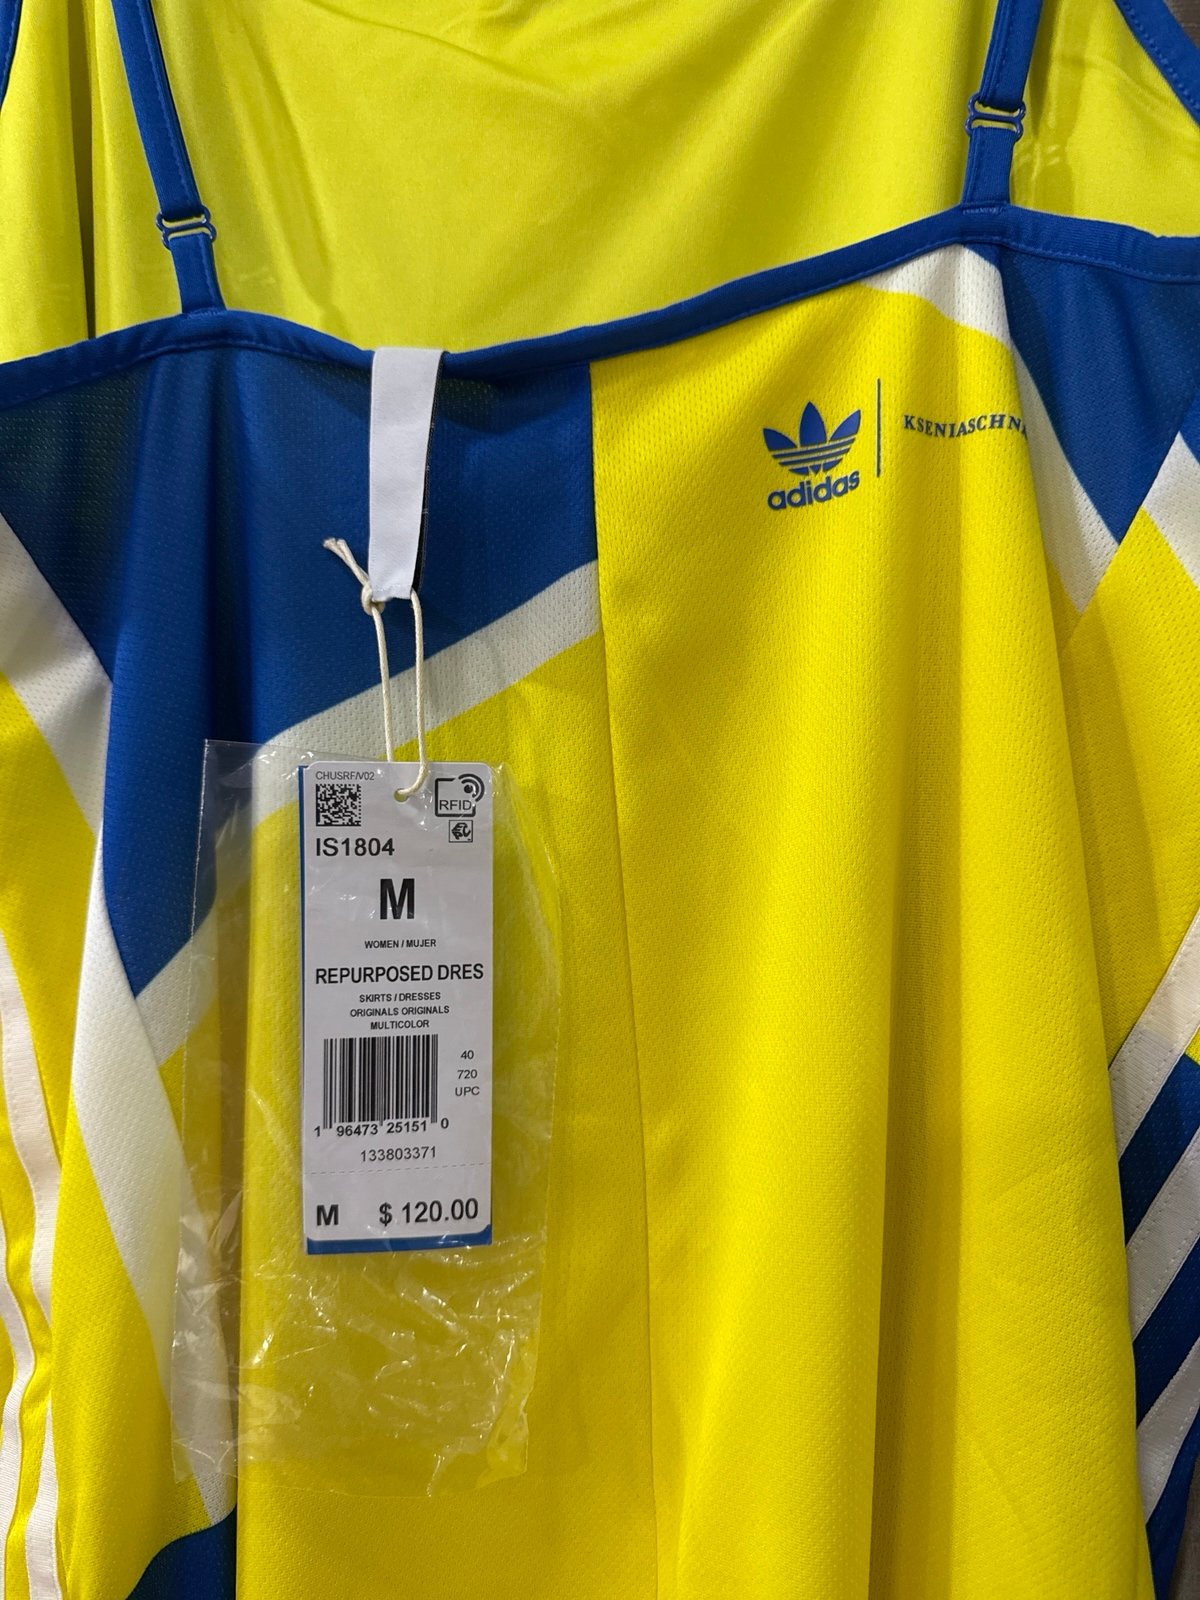 adidas
KSENIASCHN
CHUSRF/V02
RFID
IS1804
M
WOMEN / MUJER
REPURPOSED DRES
SKIRTS / DRESSES
ORIGINALS ORIGINALS
MULTICOLOR
40
720
UPC
1 96473 25151 0
133803371
M $ 120.00